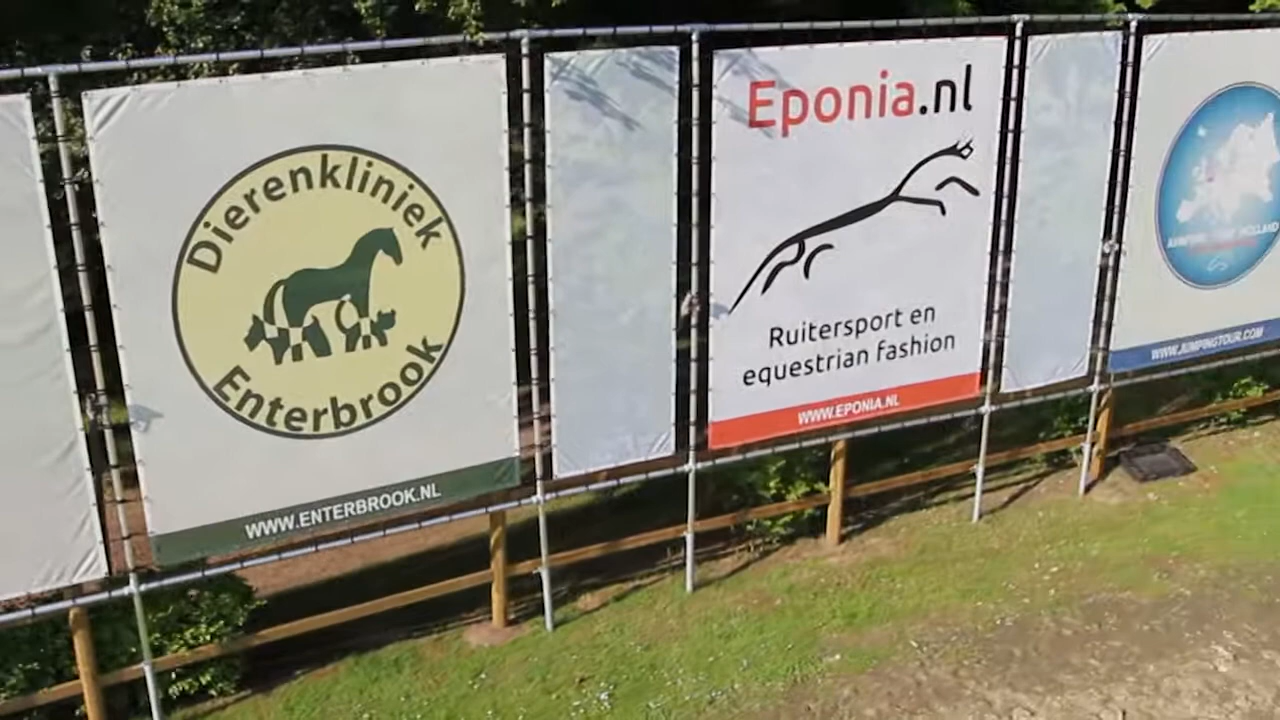 Dierenkliniek
Enterbrook
WWW.ENTERBROOK.NL
Eponia.nl
Ruitersport en
equestrian fashion
WWW.EPONIA.NL
WWW.JUMPINGTOUR.COM